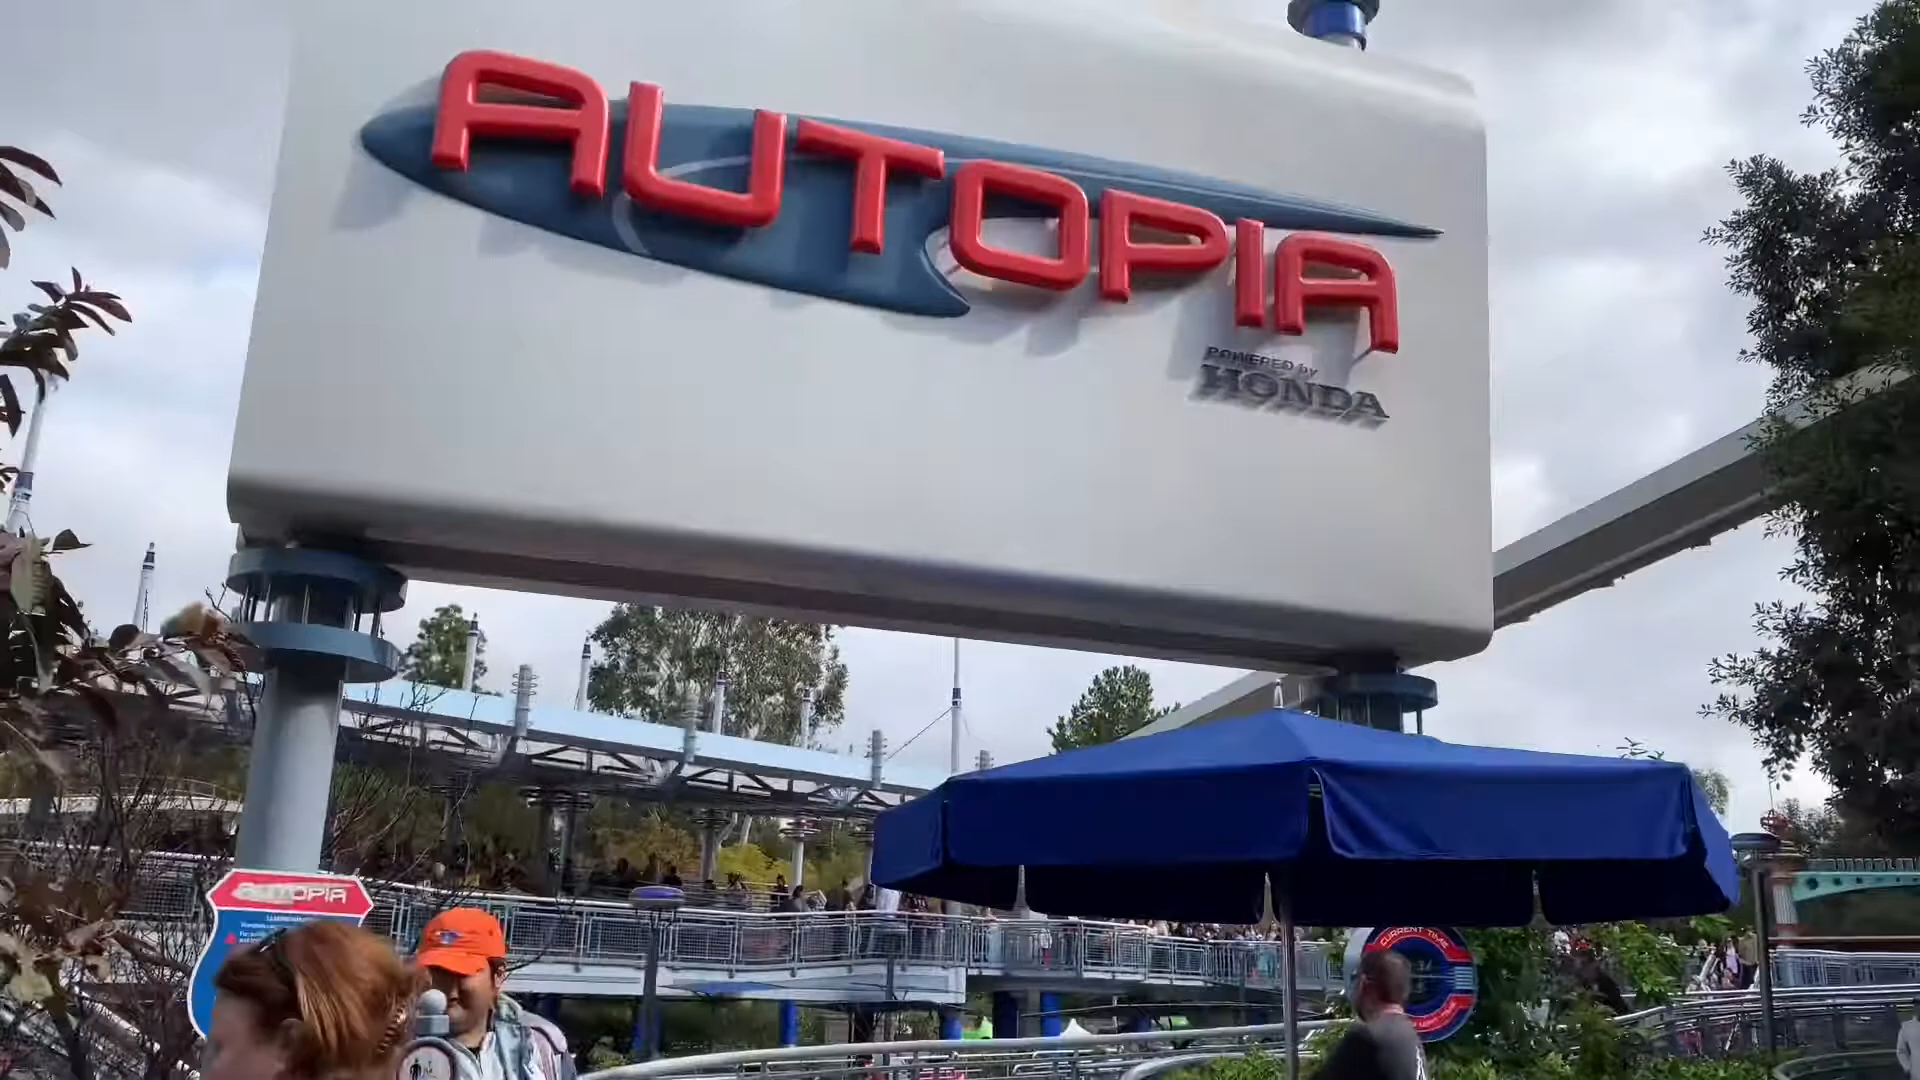 AUTOPIA
POWERED by
HONDA
AUTOPIA
CURRENT TIME